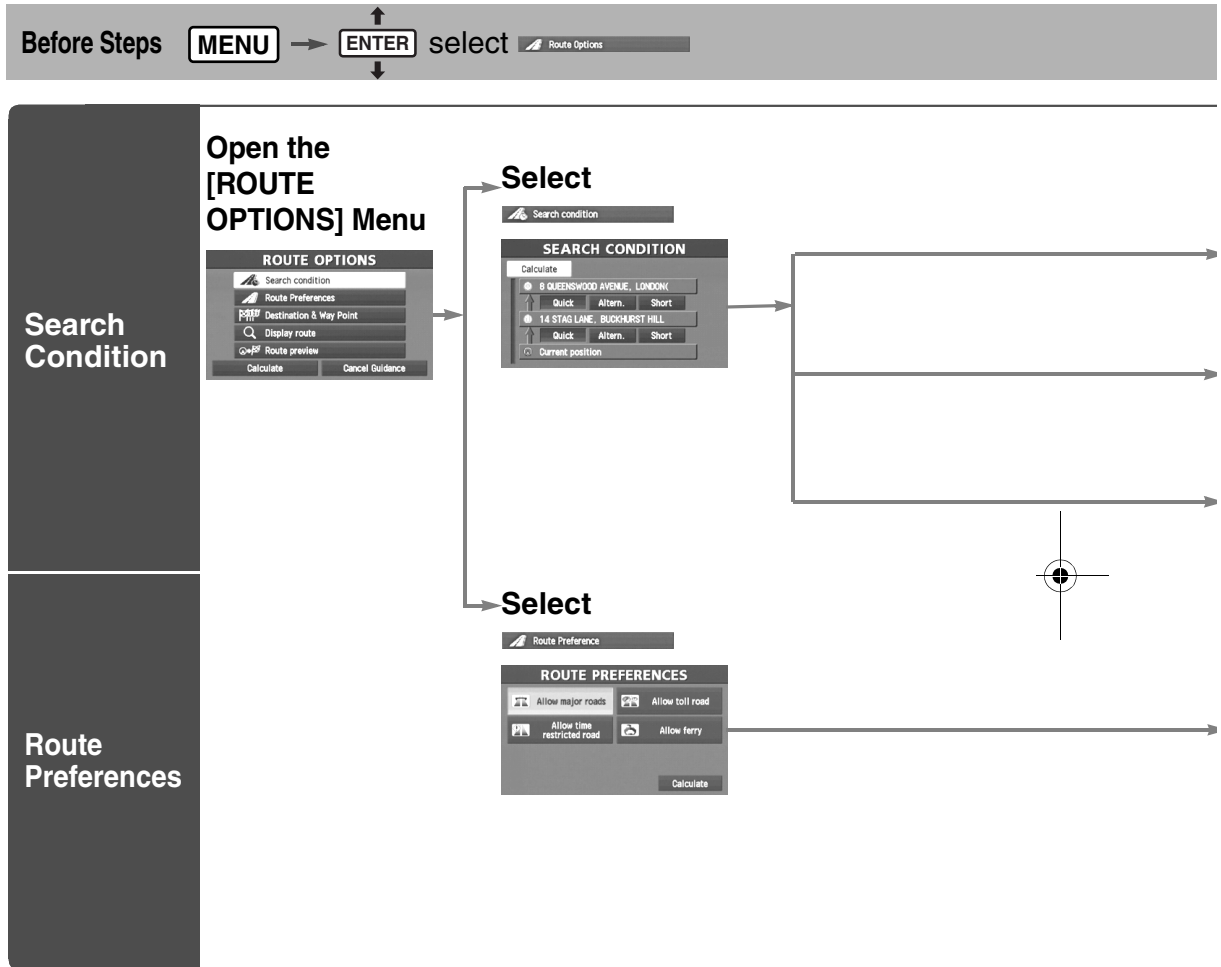 Before Steps MENU ENTER select Route Options
Open the
[ROUTE
OPTIONS] Menu
ROUTE OPTIONS
Search condition
Route Preferences
Destination & Way Point
Display route
Route preview
Calculate Cancel Guidance
Search
Condition
Select
Search condition
SEARCH CONDITION
Calculate
8 QUEENSWOOD AVENUE, LONDON(
Quick Altern. Short
14 STAG LANE. BUCKHURST HILL
Quick Altern. Short
Current position
Route
Preferences
Select
Route Preference
ROUTE PREFERENCES
Allow major roads Allow toll road
Allow time
restricted road Allow ferry
Calculate